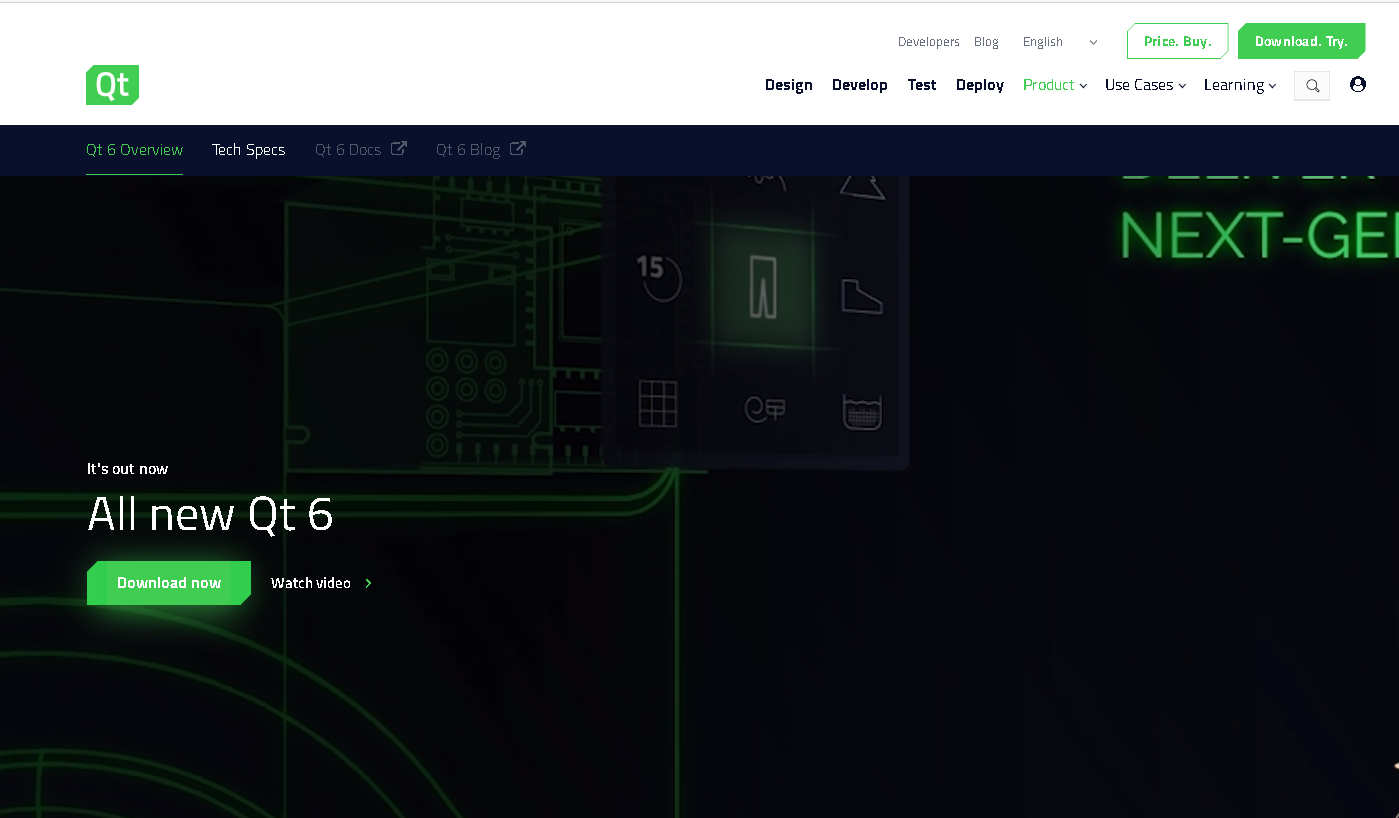 Developers Blog English Price. Buy. Download. Try.
Qt
Design Develop Test Deploy Product Use Cases Learning
Qt 6 Overview Tech Specs Qt 6 Docs Qt 6 Blog
NEXT-GE
15
It's out now
All new Qt 6
Download now Watch video